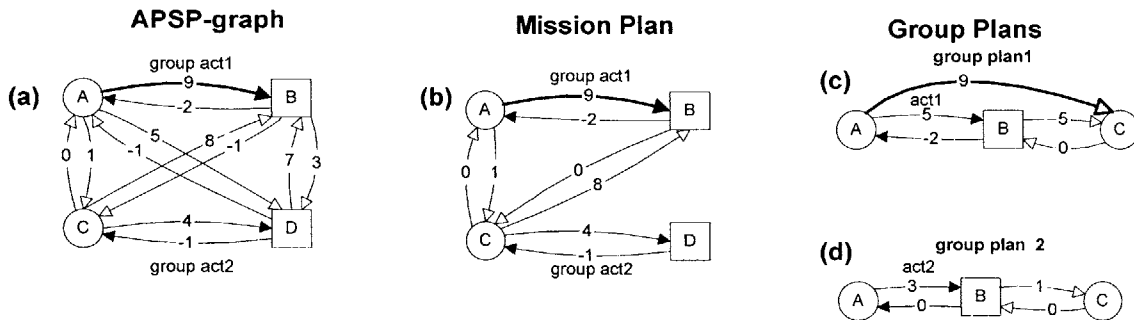 APSP-graph
Mission Plan
Group Plans
(a)
group act1
A
9
B
-2
5
-1
8
-1
0
1
7
3
C
4
D
-1
group act2
(b)
group act1
A
9
B
-2
0
1
0
8
C
4
D
-1
group act2
group plan1
(c)
9
act1
A
5
B
5
C
-2
0
group plan 2
(d)
act2
A
3
B
1
C
0
0